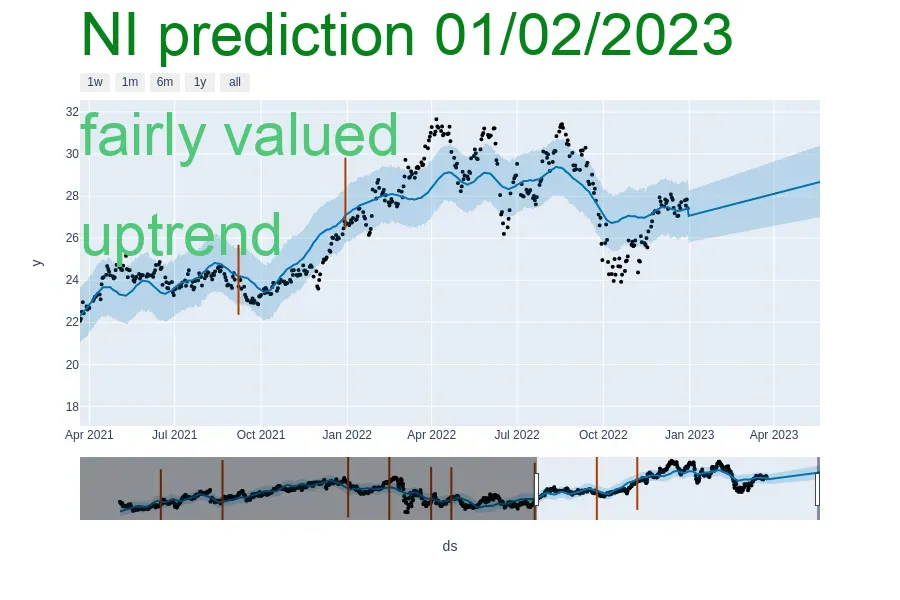 NI prediction 01/02/2023
1w 1m 6m 1y all
fairly valued
uptrend
y
32
30
28
26
24
22
20
18
Apr 2021 Jul 2021 Oct 2021 Jan 2022 Apr 2022 Jul 2022 Oct 2022 Jan 2023 Apr 2023
ds